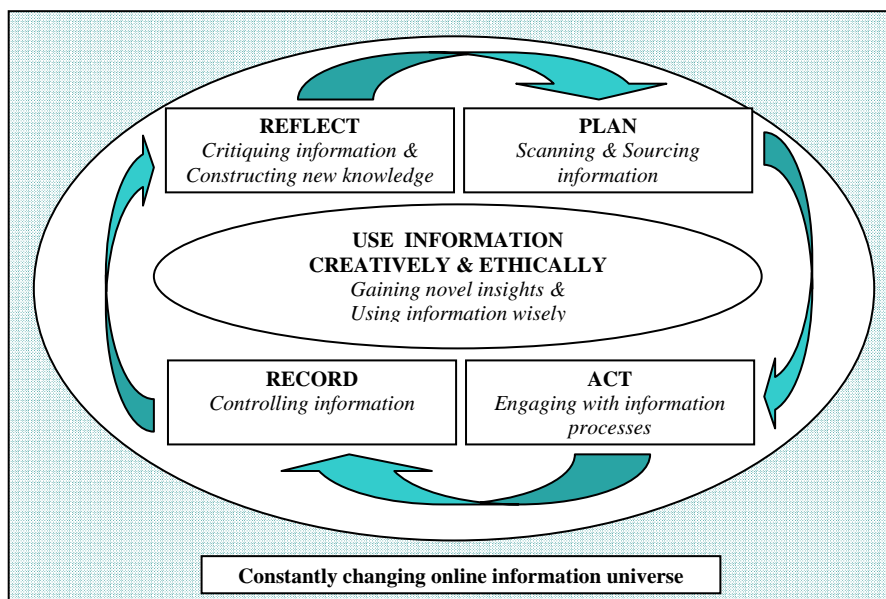 REFLECT
Critiquing information &
Constructing new knowledge
PLAN
Scanning & Sourcing
information
USE INFORMATION
CREATIVELY & ETHICALLY
Gaining novel insights &
Using information wisely
RECORD
Controlling information
ACT
Engaging with information
processes
Constantly changing online information universe